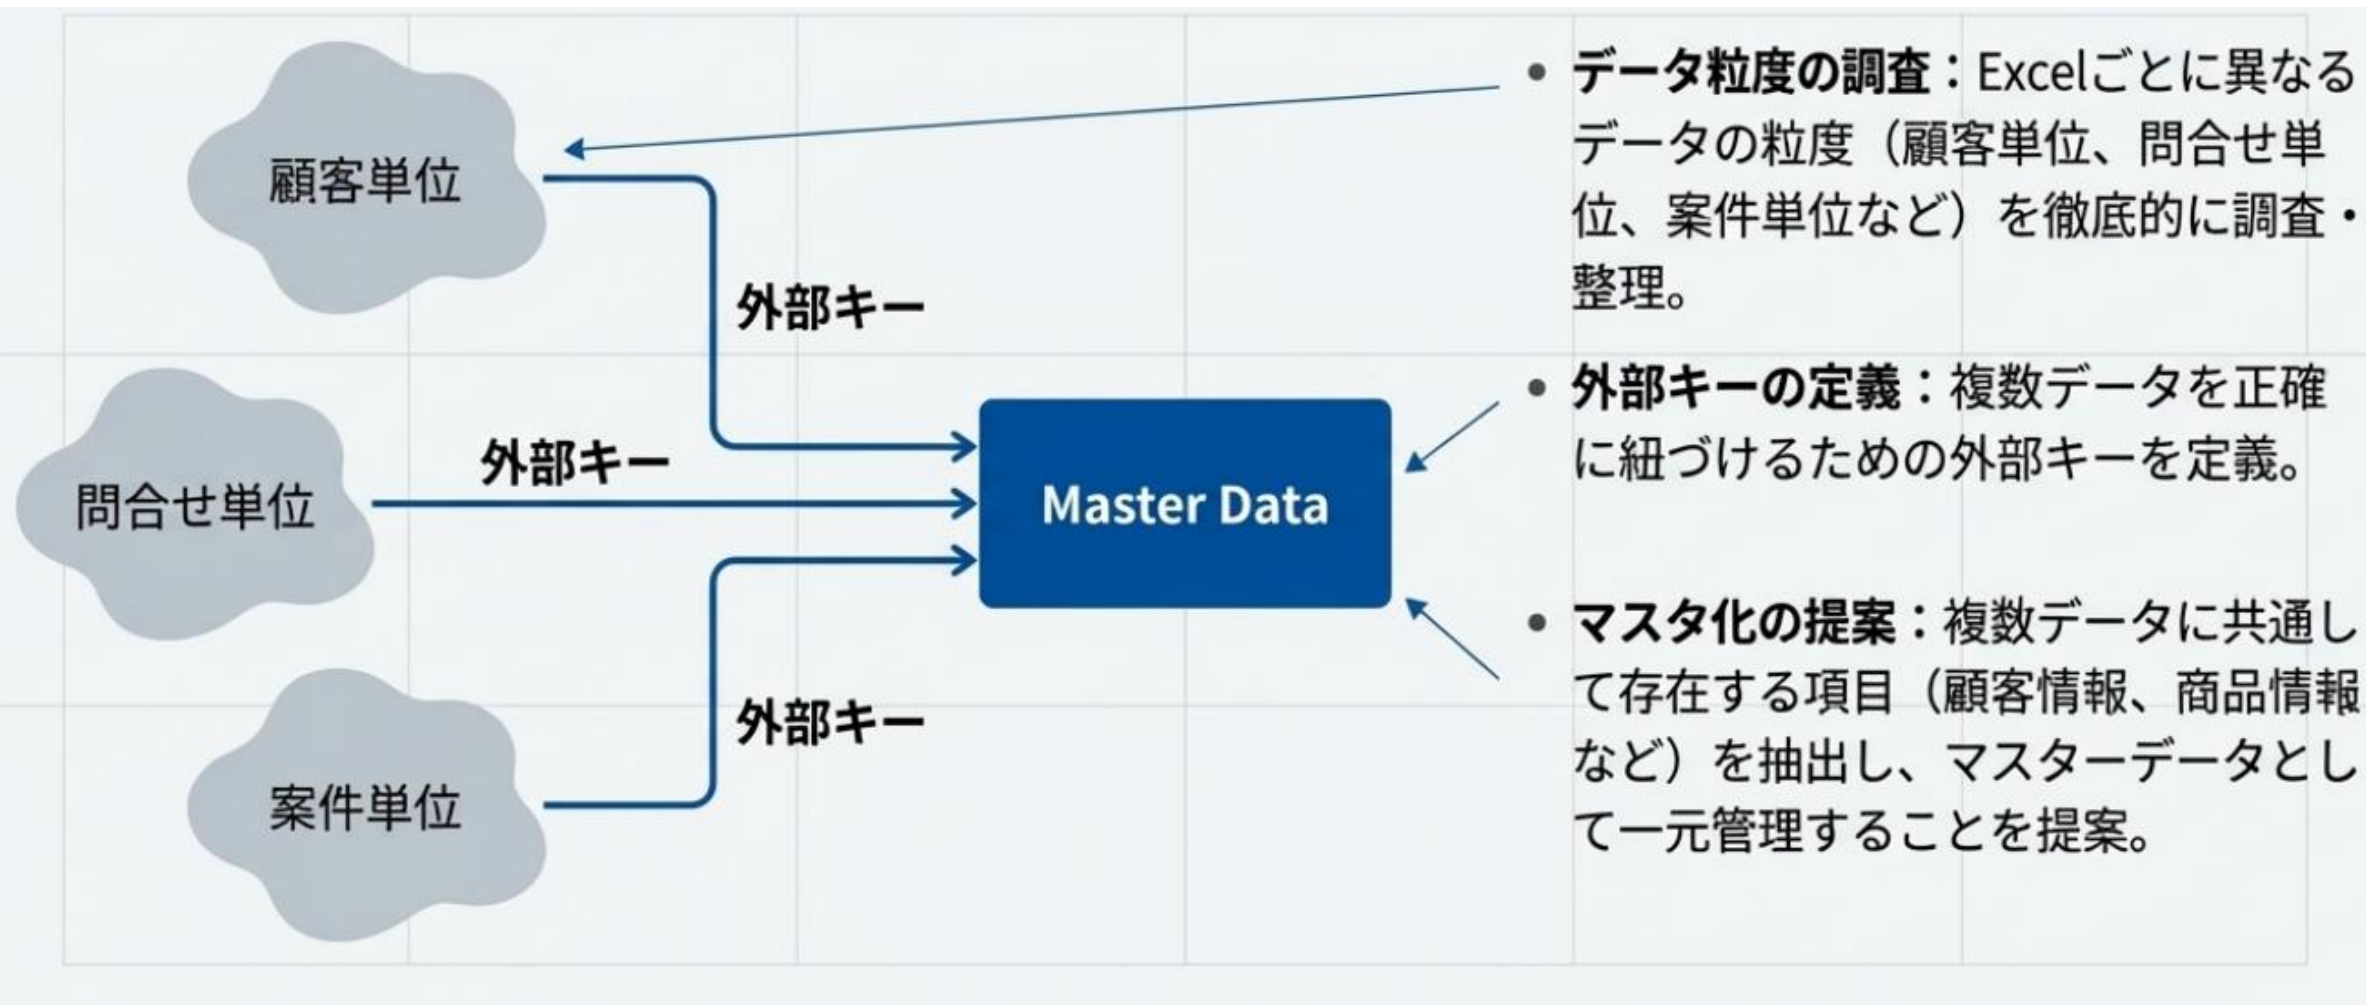 顧客単位
外部キー
問合せ単位
外部キー
Master Data
案件単位
外部キー
• データ粒度の調査：Excelごとに異なる
データの粒度（顧客単位、問合せ単
位、案件単位など）を徹底的に調査・
整理。
• 外部キーの定義：複数データを正確
に紐づけるための外部キーを定義。
• マスタ化の提案：複数データに共通し
て存在する項目（顧客情報、商品情報
など）を抽出し、マスターデータとし
て一元管理することを提案。